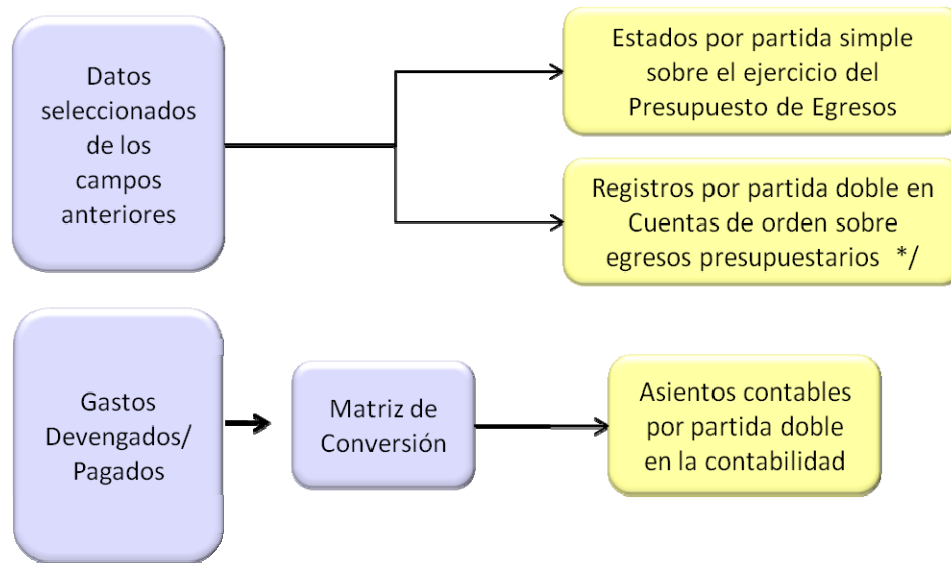 Datos
seleccionados
de los
campos
anteriores
Estados por partida simple
sobre el ejercicio del
Presupuesto de Egresos
Registros por partida doble en
Cuentas de orden sobre
egresos presupuestarios */
Gastos
Devengados/
Pagados
Matriz de
Conversión
Asientos contables
por partida doble
en la contabilidad